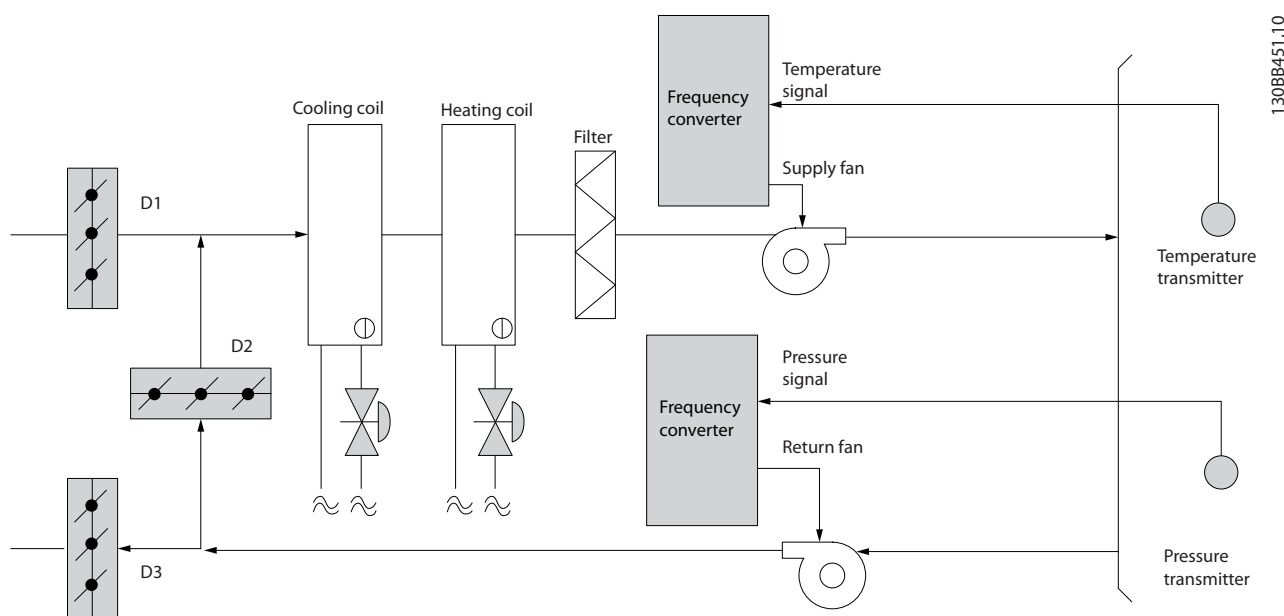 130BB451.10
Temperature
signal
Frequency
converter
Cooling coil
Heating coil
Filter
Supply fan
D1
Temperature
transmitter
D2
Pressure
signal
Frequency
converter
Return fan
D3
Pressure
transmitter